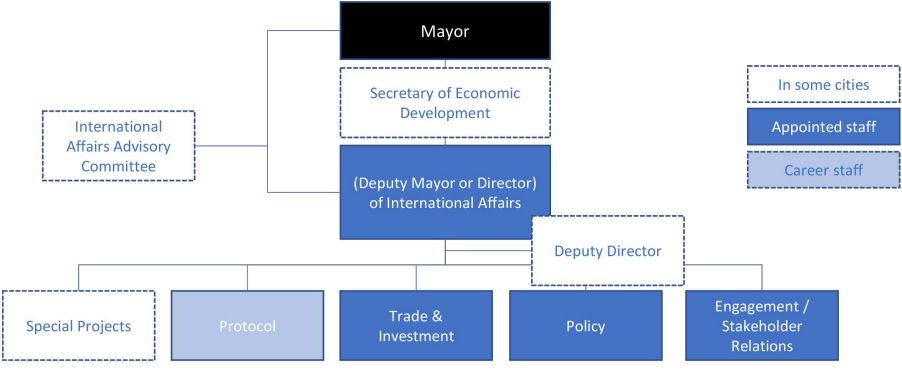 Mayor
Secretary of Economic
Development
In some cities
Appointed staff
Career staff
International
Affairs Advisory
Committee
(Deputy Mayor or Director)
of International Affairs
Deputy Director
Special Projects
Protocol
Trade &
Investment
Policy
Engagement /
Stakeholder
Relations